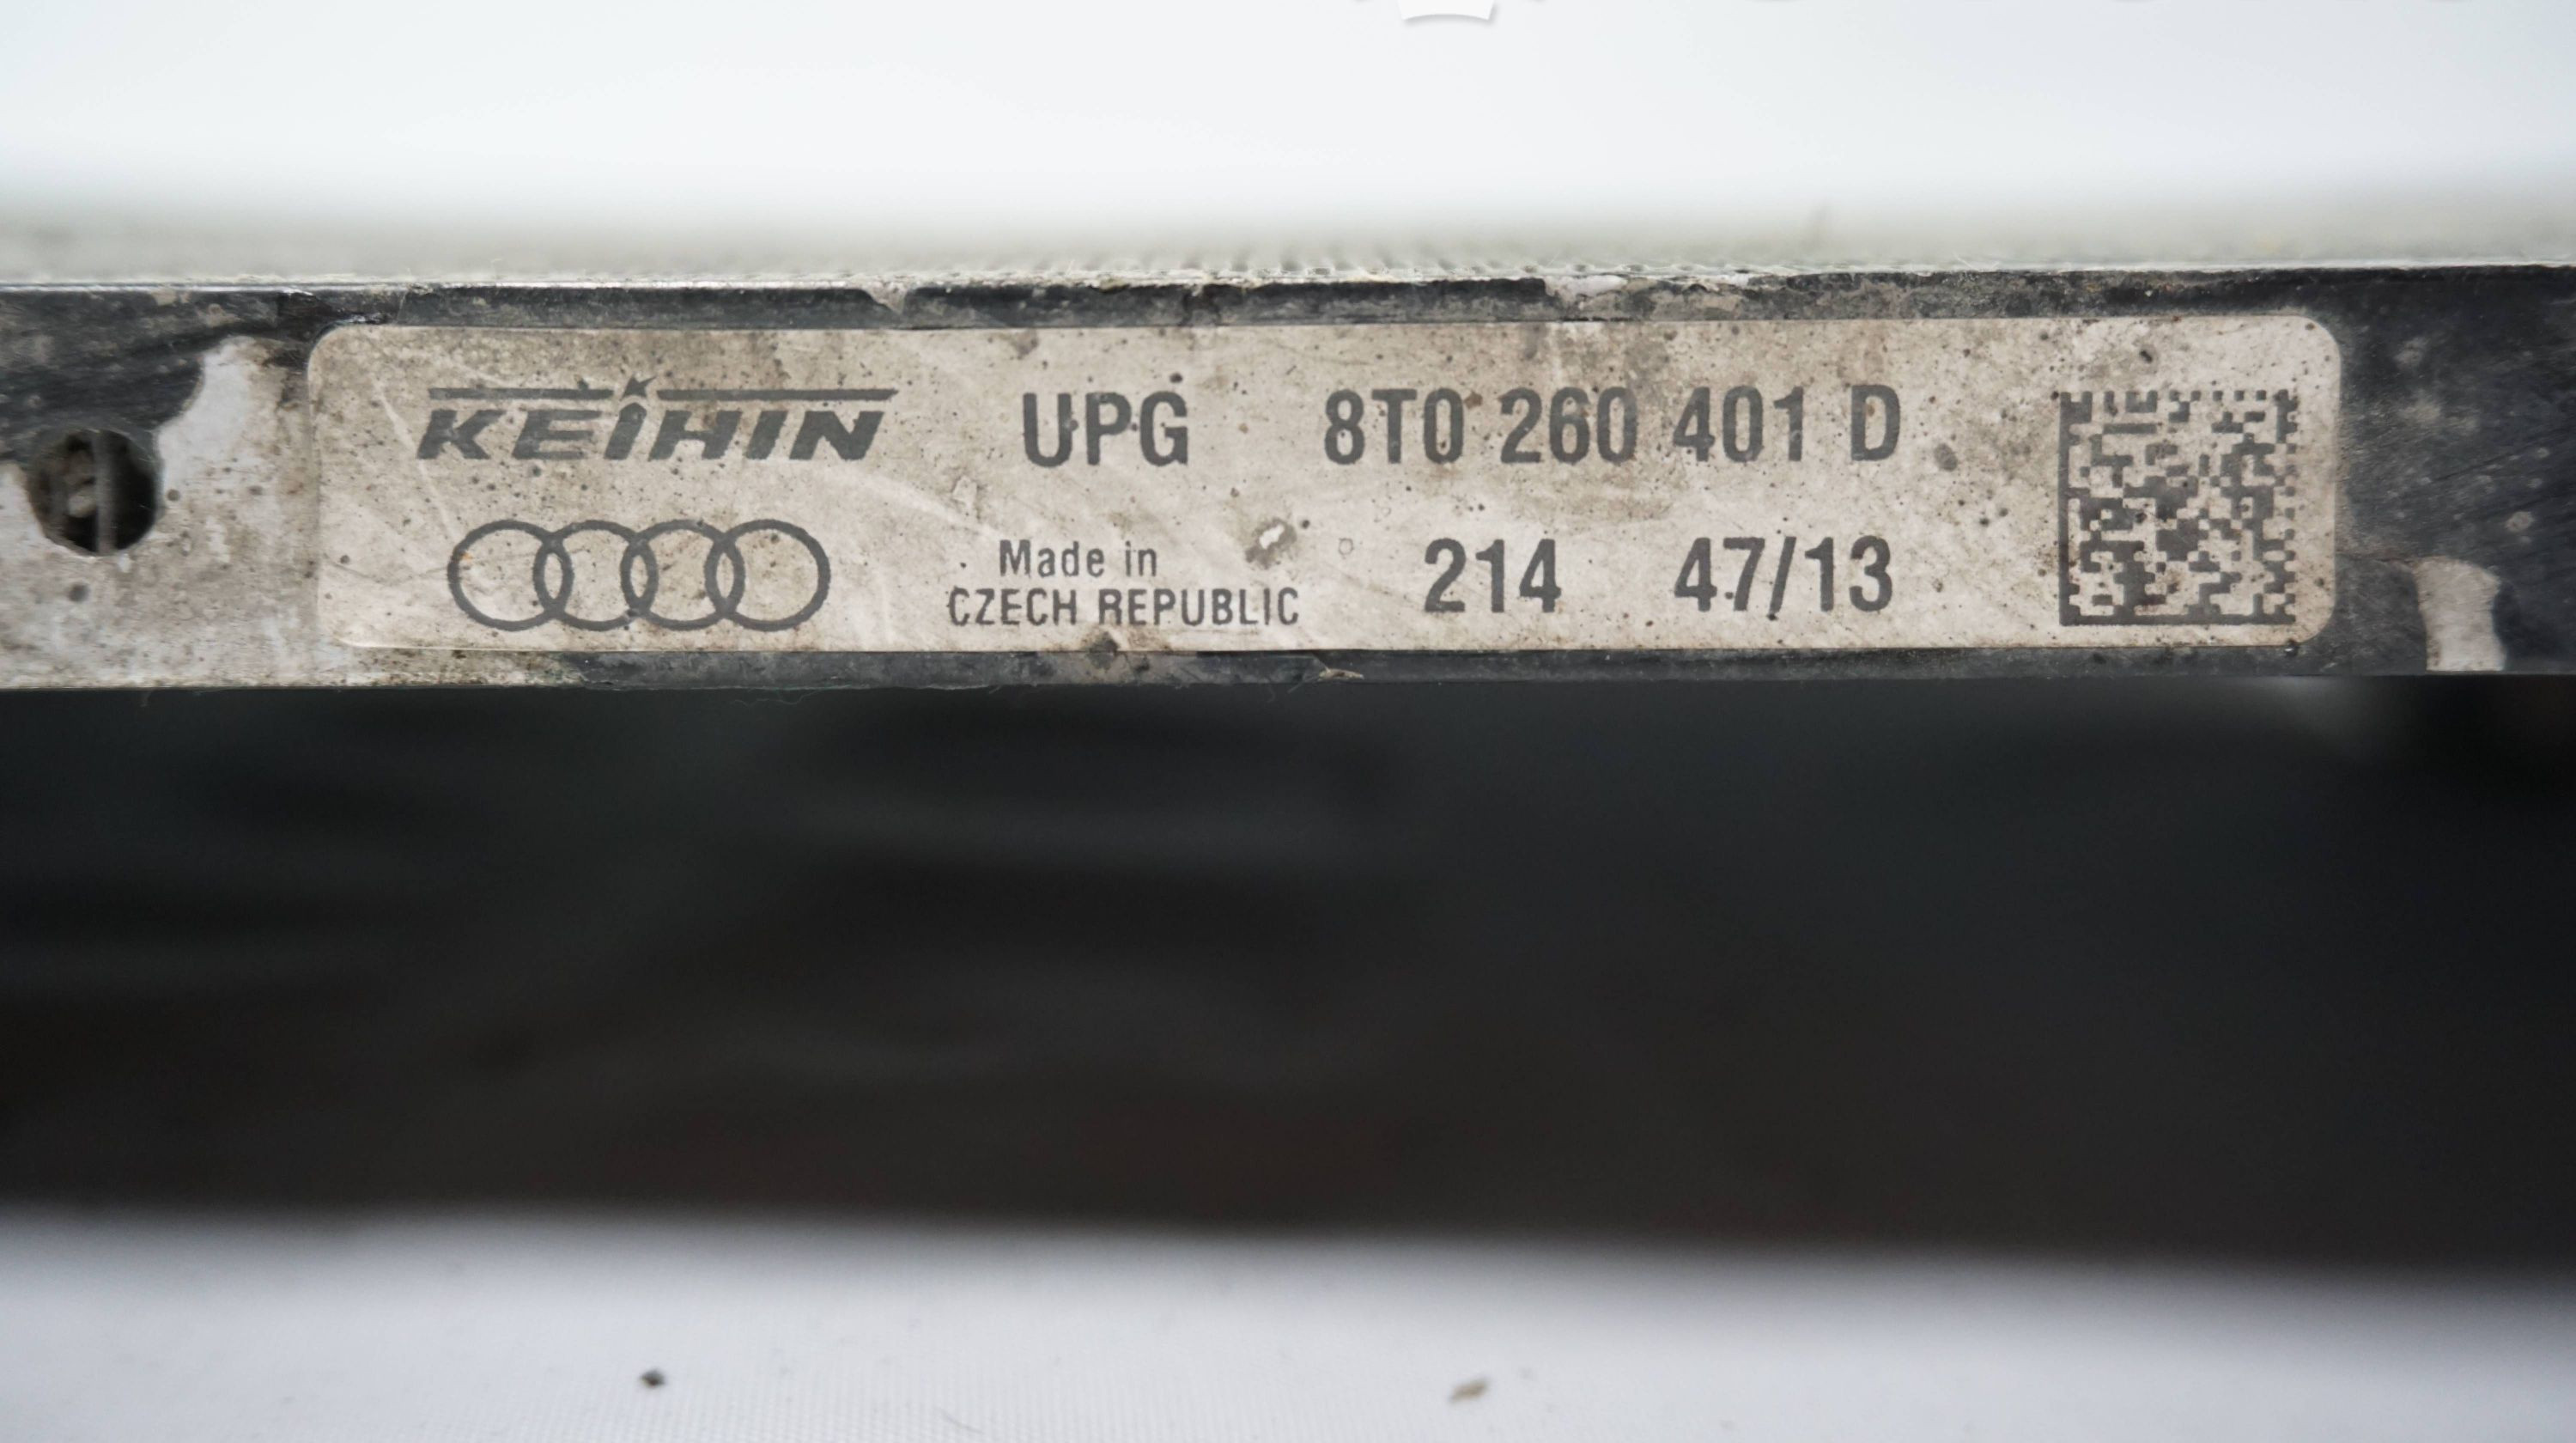 KEIHIN UPG 8T0 260 401 D
Made in
CZECH REPUBLIC
214 47/13